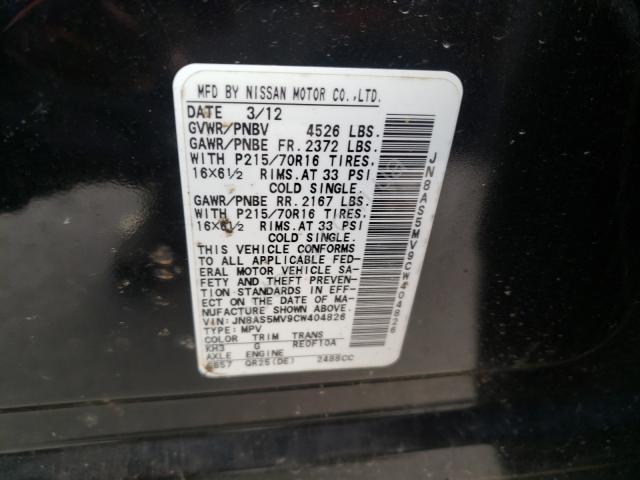 MFD BY NISSAN MOTOR CO.,LTD.
DATE 3/12
GVWR/PNBV 4526 LBS.
GAWR/PNBE FR. 2372 LBS.
WITH P215/70R16 TIRES.
16X6½ RIMS. AT 33 PSI
COLD SINGLE.
GAWR/PNBE RR. 2167 LBS.
WITH P215/70R16 TIRES.
16X6½ RIMS. AT 33 PSI
COLD SINGLE.
THIS VEHICLE CONFORMS
TO ALL APPLICABLE FED-
ERAL MOTOR VEHICLE SA-
FETY AND THEFT PREVEN-
TION STANDARDS IN EFF-
ECT ON THE DATE OF MA-
NUFACTURE SHOWN ABOVE.
VIN: JN8AS5MV9CW404826
TYPE: MPV
COLOR TRIM TRANS
KH3 G RE0F10A
AXLE ENGINE
6857 QR25(DE) 2488CC
JN8AS5MV9CW404826